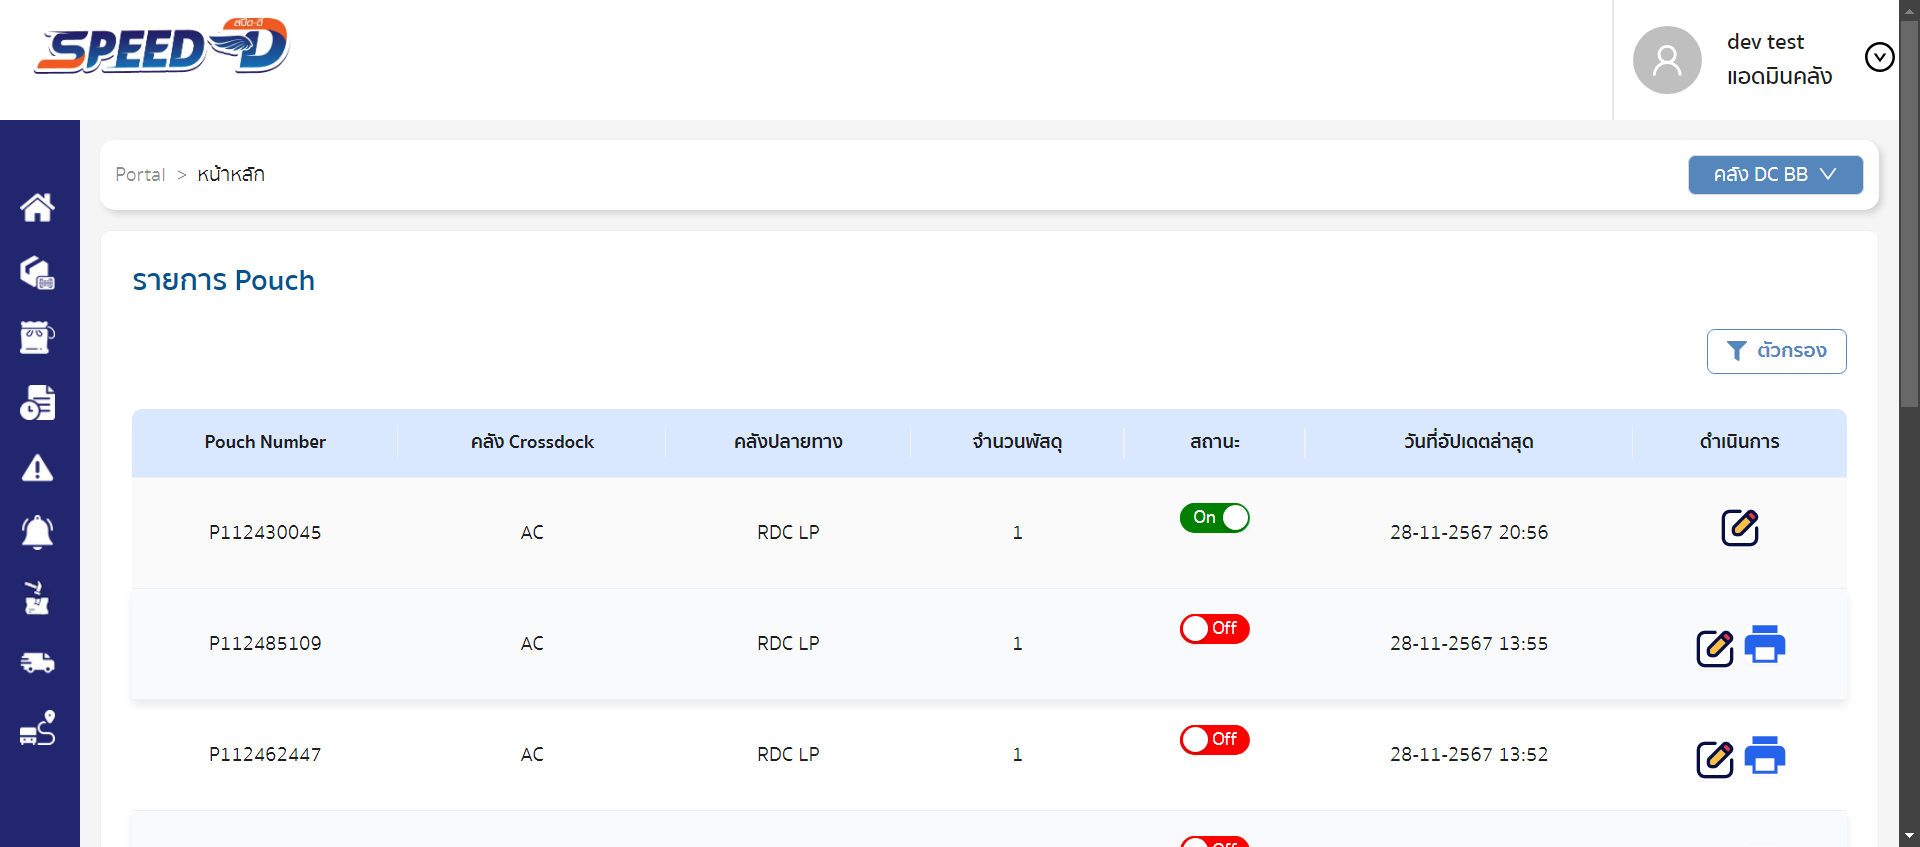 สปีด-ดี
SPEED-D
dev test
แอดมินคลัง
Portal > หน้าหลัก
คลัง DC BB
รายการ Pouch
ตัวกรอง
Pouch Number คลัง Crossdock คลังปลายทาง จำนวนพัสดุ สถานะ วันที่อัปเดตล่าสุด ดำเนินการ
P112430045 AC RDC LP 1 On 28-11-2567 20:56
P112485109 AC RDC LP 1 Off 28-11-2567 13:55
P112462447 AC RDC LP 1 Off 28-11-2567 13:52
Off